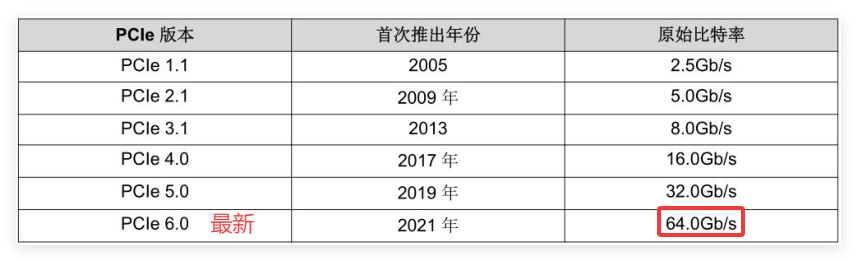 PCIe 版本 首次推出年份 原始比特率
PCIe 1.1 2005 2.5Gb/s
PCIe 2.1 2009 年 5.0Gb/s
PCIe 3.1 2013 8.0Gb/s
PCIe 4.0 2017 年 16.0Gb/s
PCIe 5.0 2019 年 32.0Gb/s
PCIe 6.0 最新 2021 年 64.0Gb/s